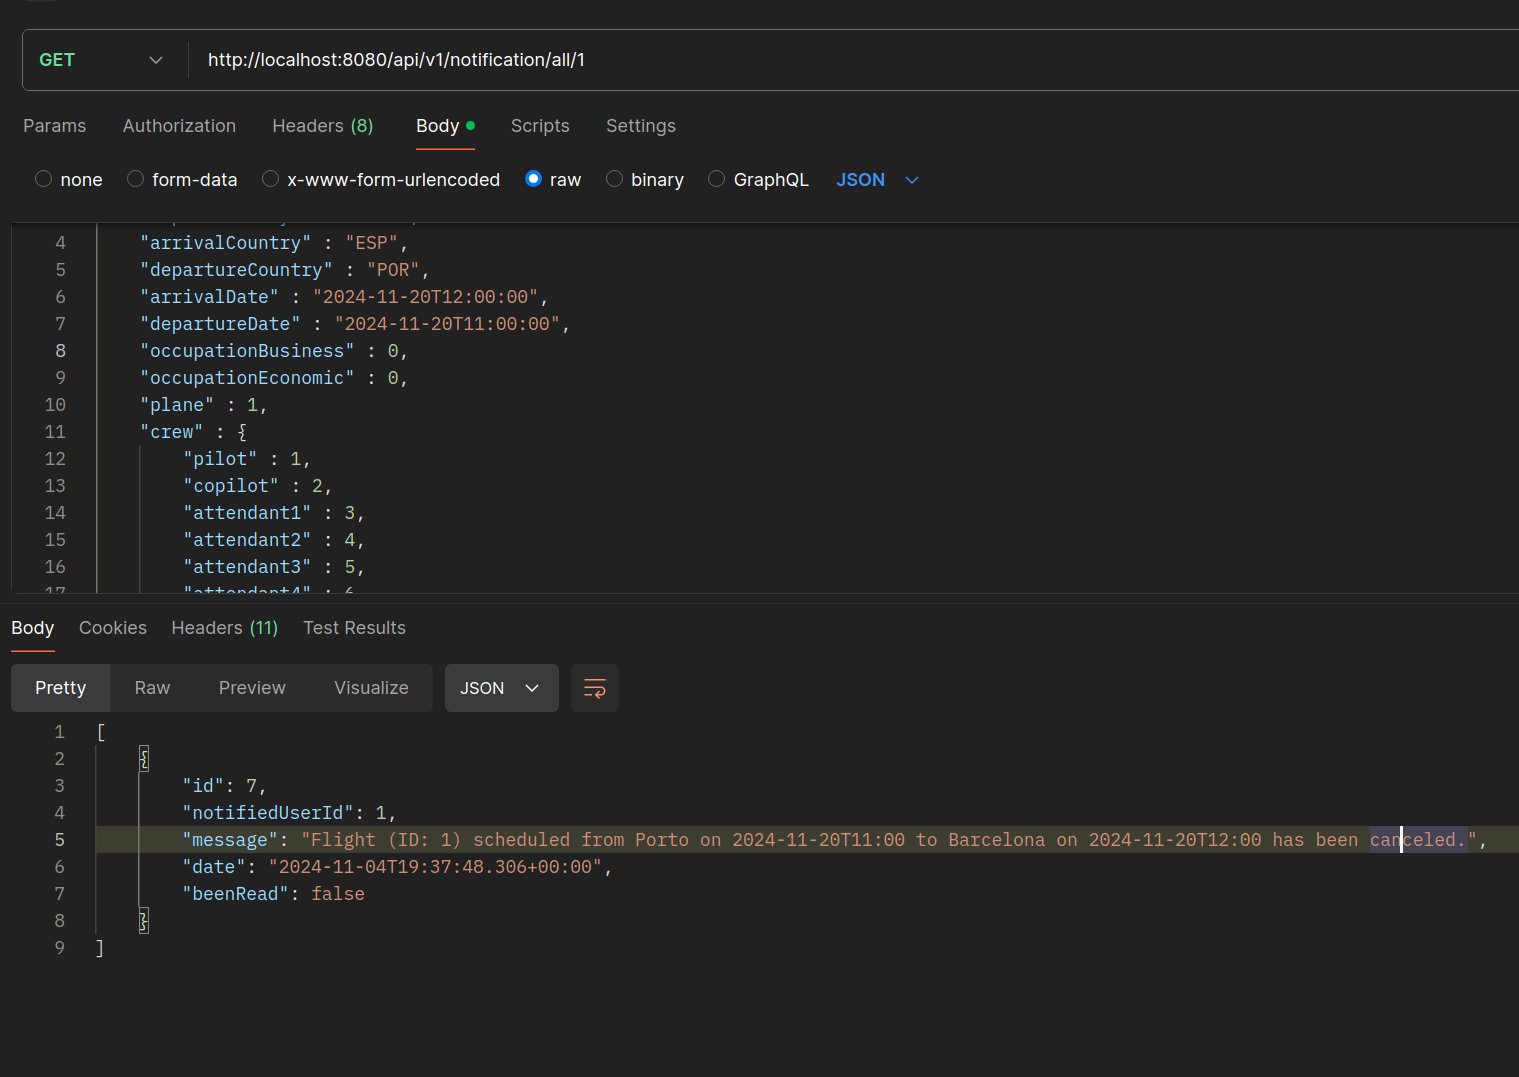 GET http://localhost:8080/api/v1/notification/all/1
Params Authorization Headers (8) Body Scripts Settings
none form-data x-www-form-urlencoded raw binary GraphQL JSON
4 "arrivalCountry" : "ESP",
5 "departureCountry" : "POR",
6 "arrivalDate" : "2024-11-20T12:00:00",
7 "departureDate" : "2024-11-20T11:00:00",
8 "occupationBusiness" : 0,
9 "occupationEconomic" : 0,
10 "plane" : 1,
11 "crew" : {
12 "pilot" : 1,
13 "copilot" : 2,
14 "attendant1" : 3,
15 "attendant2" : 4,
16 "attendant3" : 5,
17 "attendant4" : 6
Body Cookies Headers (11) Test Results
Pretty Raw Preview Visualize JSON
1 [
2 {
3 "id": 7,
4 "notifiedUserId": 1,
5 "message": "Flight (ID: 1) scheduled from Porto on 2024-11-20T11:00 to Barcelona on 2024-11-20T12:00 has been canceled.",
6 "date": "2024-11-04T19:37:48.306+00:00",
7 "beenRead": false
8 }
9 ]